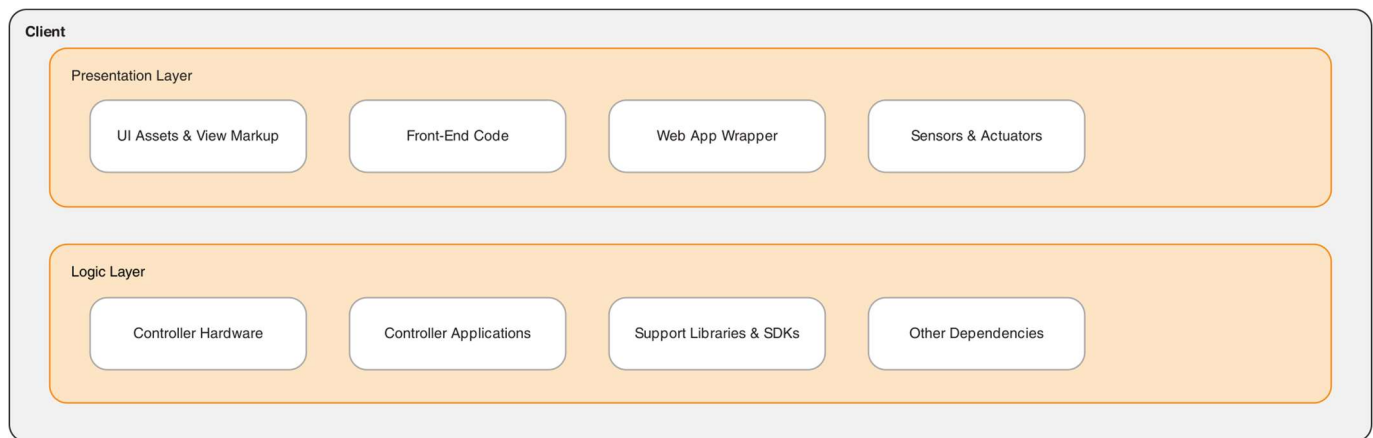 Client
Presentation Layer
UI Assets & View Markup
Front-End Code
Web App Wrapper
Sensors & Actuators
Logic Layer
Controller Hardware
Controller Applications
Support Libraries & SDKs
Other Dependencies